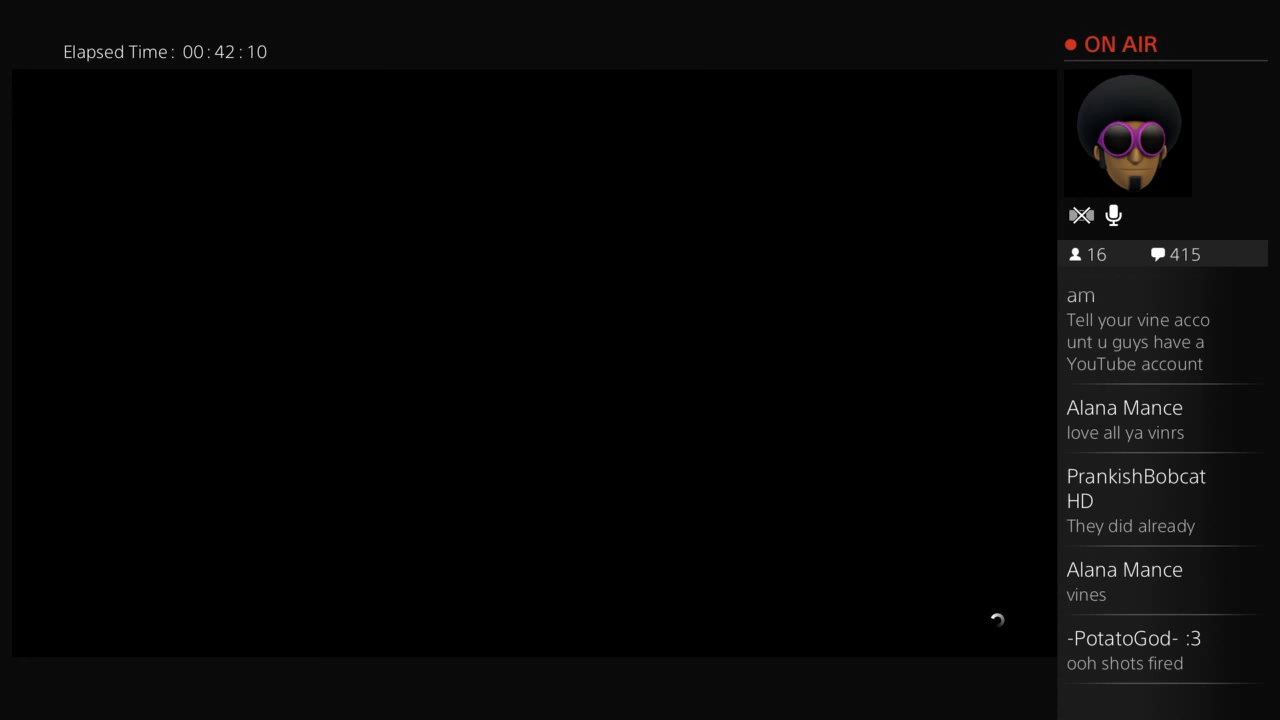 Elapsed Time: 00:42:10
ON AIR
16 415
am
Tell your vine acco
unt u guys have a
YouTube account
Alana Mance
love all ya vinrs
PrankishBobcat
HD
They did already
Alana Mance
vines
-PotatoGod- :3
ooh shots fired